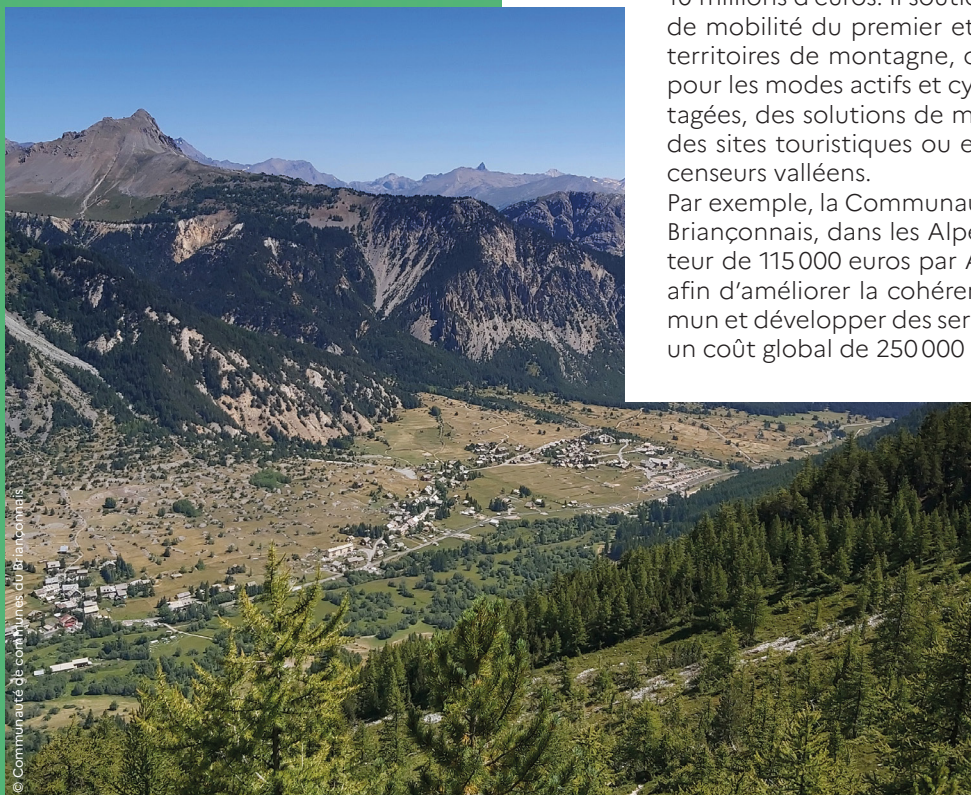 10 millions d'euros. Il soutie
de mobilité du premier et
territoires de montagne, c
pour les modes actifs et cy
tagées, des solutions de m
des sites touristiques ou e
censeurs valléens.
Par exemple, la Communau
Briançonnais, dans les Alpe
teur de 115 000 euros par A
afin d'améliorer la cohéren
mun et développer des ser
un coût global de 250 000
© Communauté de communes du Briançonnais